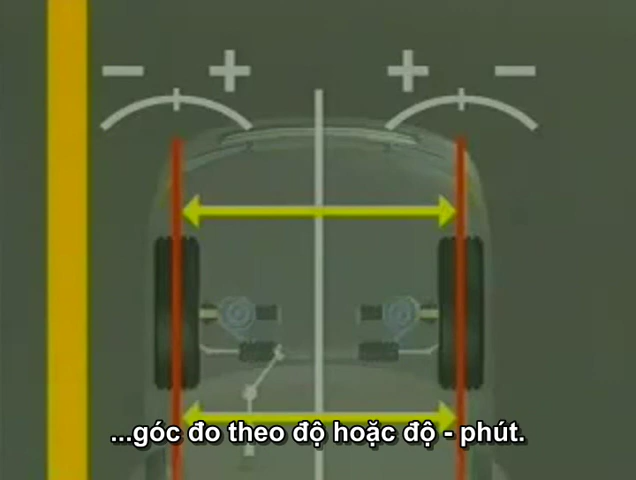 − + + −
...góc đo theo độ hoặc độ - phút.